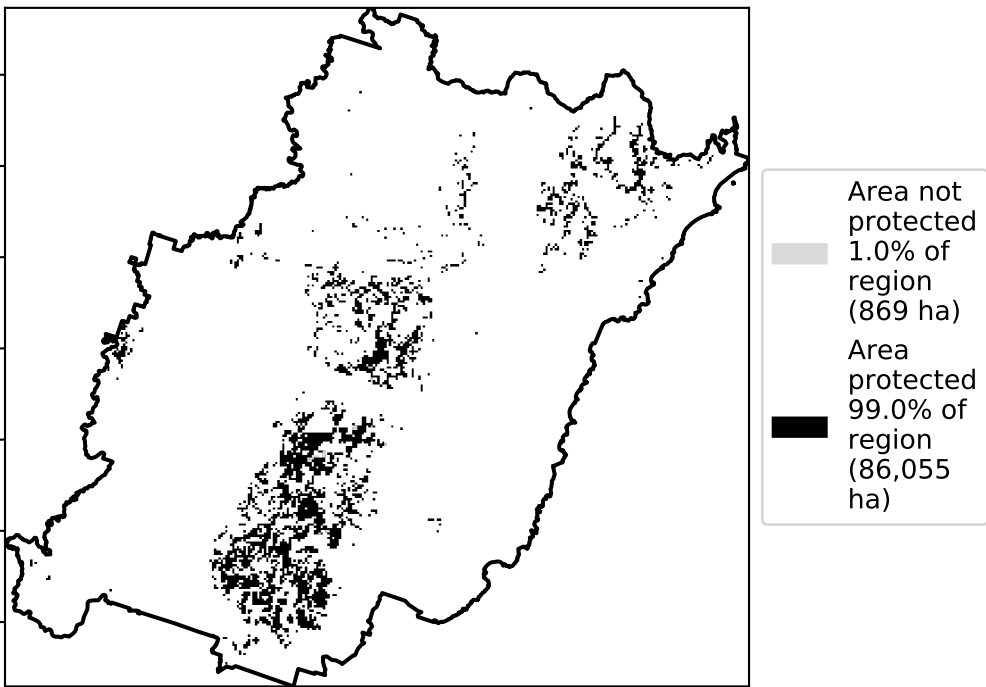 Area not
protected
1.0% of
region
(869 ha)
Area
protected
99.0% of
region
(86,055
ha)